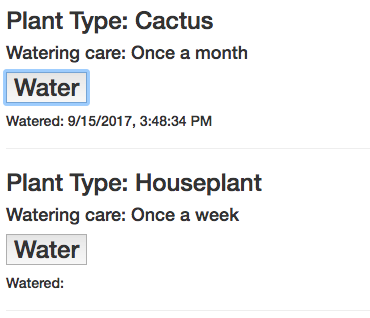 Plant Type: Cactus
Watering care: Once a month
Water
Watered: 9/15/2017, 3:48:34 PM
Plant Type: Houseplant
Watering care: Once a week
Water
Watered: